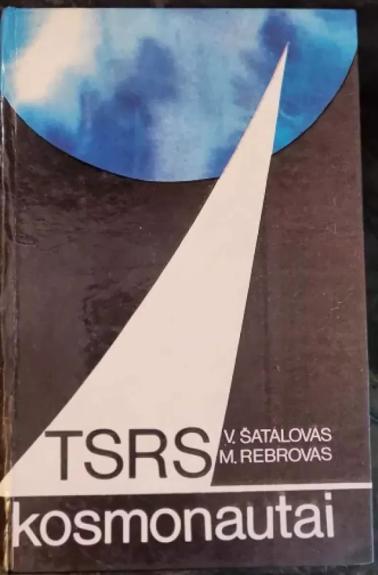 V. ŠATALOVAS
TSRS M. REBROVAS
kosmonautai